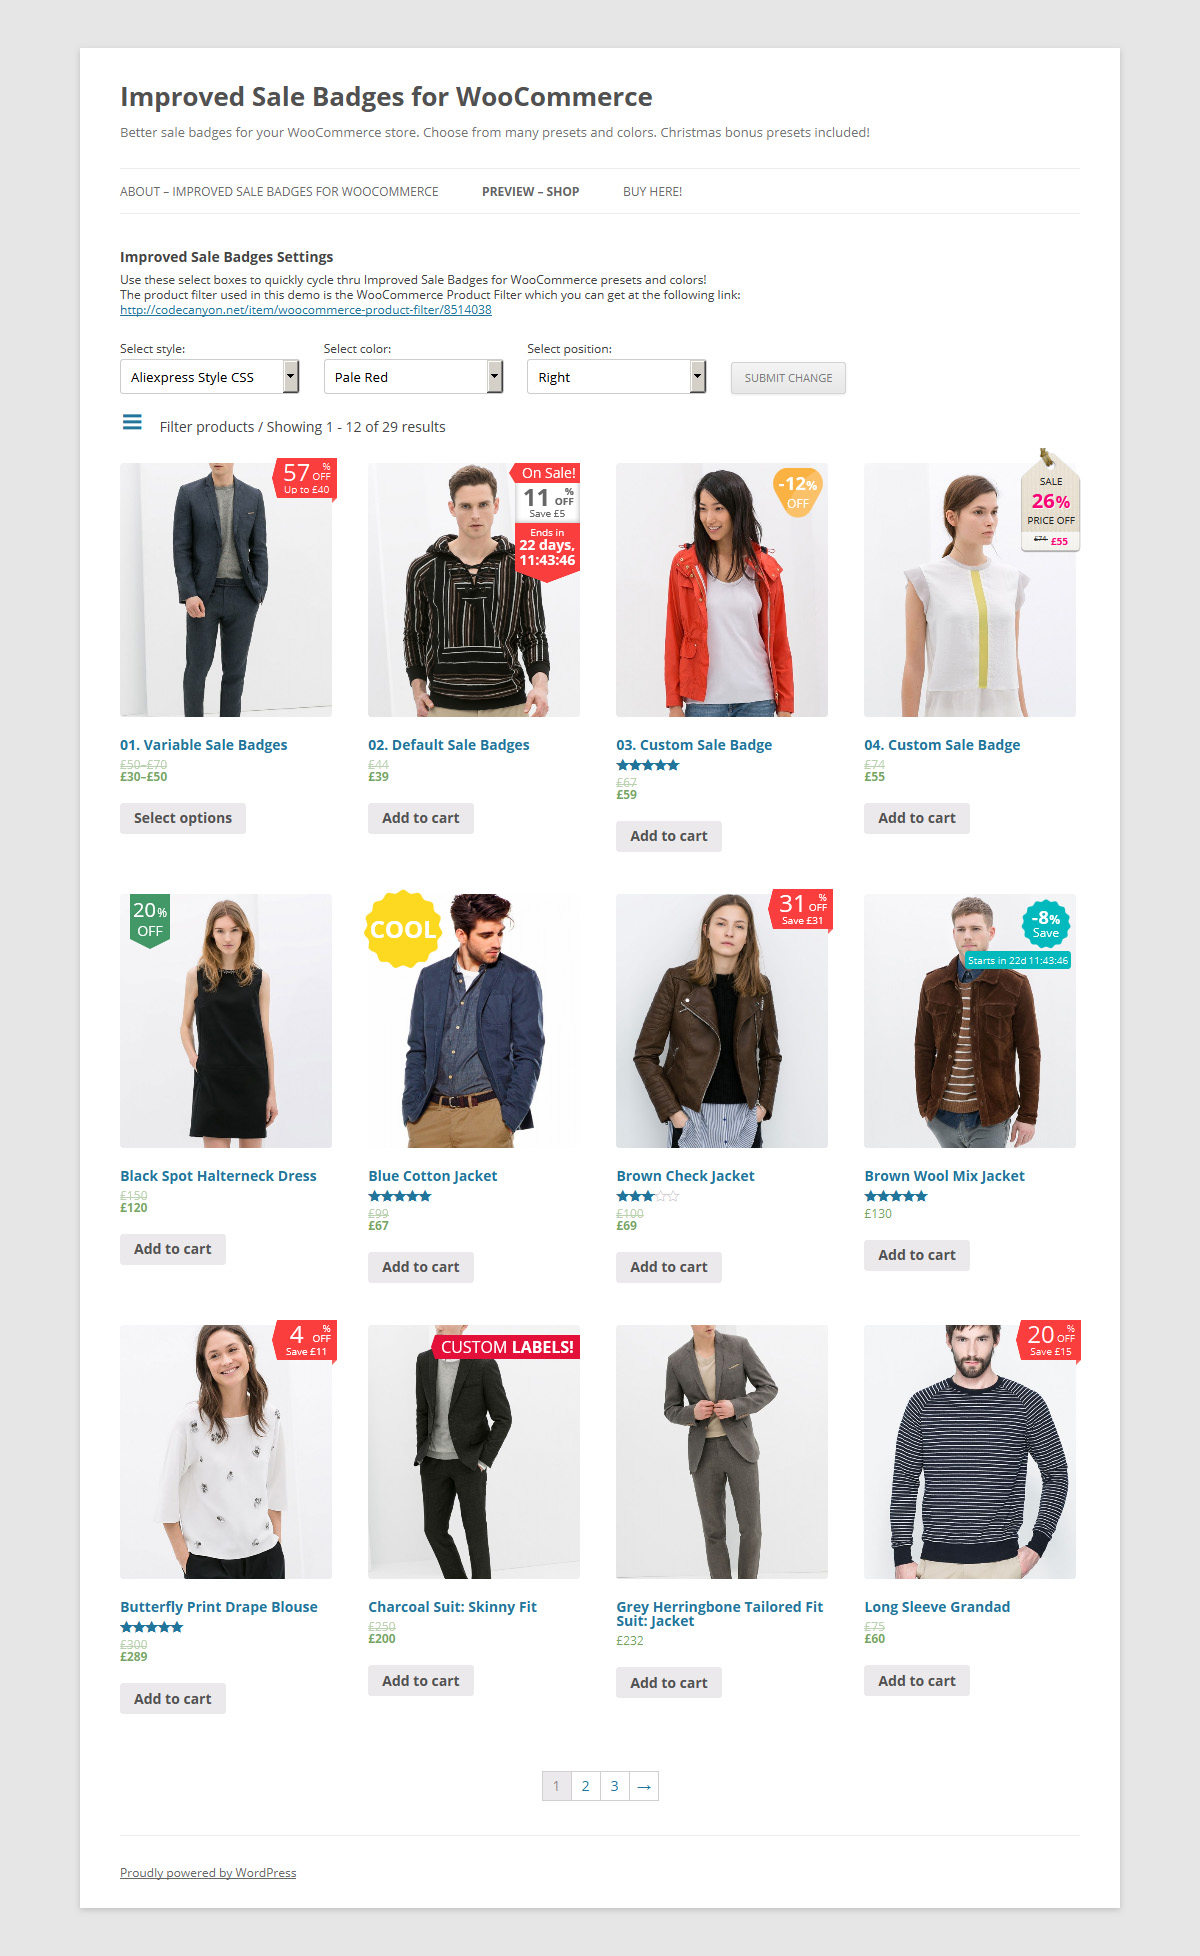 Improved Sale Badges for WooCommerce
Better sale badges for your WooCommerce store. Choose from many presets and colors. Christmas bonus presets included!
ABOUT – IMPROVED SALE BADGES FOR WOOCOMMERCE PREVIEW – SHOP BUY HERE!
Improved Sale Badges Settings
Use these select boxes to quickly cycle thru Improved Sale Badges for WooCommerce presets and colors!
The product filter used in this demo is the WooCommerce Product Filter which you can get at the following link:
http://codecanyon.net/item/woocommerce-product-filter/8514038
Select style: Select color: Select position:
Aliexpress Style CSS Pale Red Right SUBMIT CHANGE
Filter products / Showing 1 - 12 of 29 results
57 % OFF
Up to £40
On Sale!
11 % OFF
Save £5
Ends in
22 days,
11:43:46
-12%
OFF
SALE
26%
PRICE OFF
£74 £55
01. Variable Sale Badges
£50–£70
£30–£50
Select options
02. Default Sale Badges
£44
£39
Add to cart
03. Custom Sale Badge
£67
£59
Add to cart
04. Custom Sale Badge
£74
£55
Add to cart
20%
OFF
COOL
31 % OFF
Save £31
-8%
Save
Starts in 22d 11:43:46
Black Spot Halterneck Dress
£150
£120
Add to cart
Blue Cotton Jacket
£99
£67
Add to cart
Brown Check Jacket
£100
£69
Add to cart
Brown Wool Mix Jacket
£130
Add to cart
4 % OFF
Save £11
CUSTOM LABELS!
20 % OFF
Save £15
Butterfly Print Drape Blouse
£300
£289
Add to cart
Charcoal Suit: Skinny Fit
£250
£200
Add to cart
Grey Herringbone Tailored Fit
Suit: Jacket
£232
Add to cart
Long Sleeve Grandad
£75
£60
Add to cart
1 2 3 →
Proudly powered by WordPress